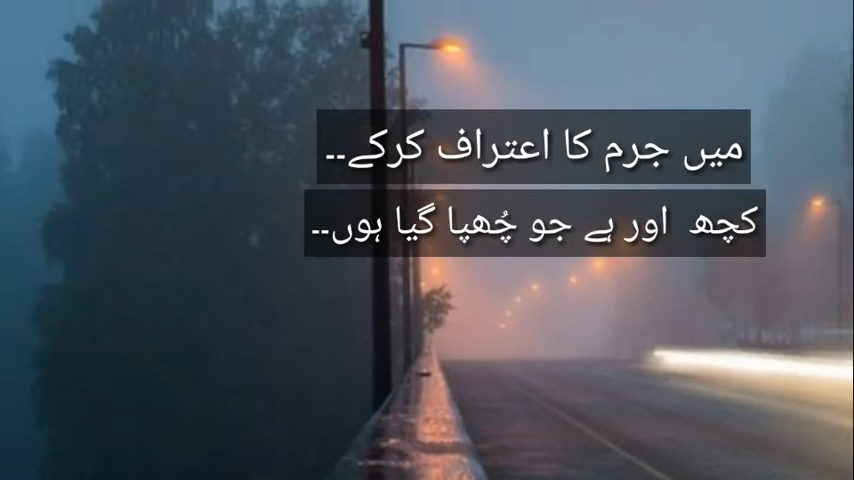 میں جرم کا اعتراف کرکے۔۔
کچھ اور ہے جو چُھپا گیا ہوں۔۔